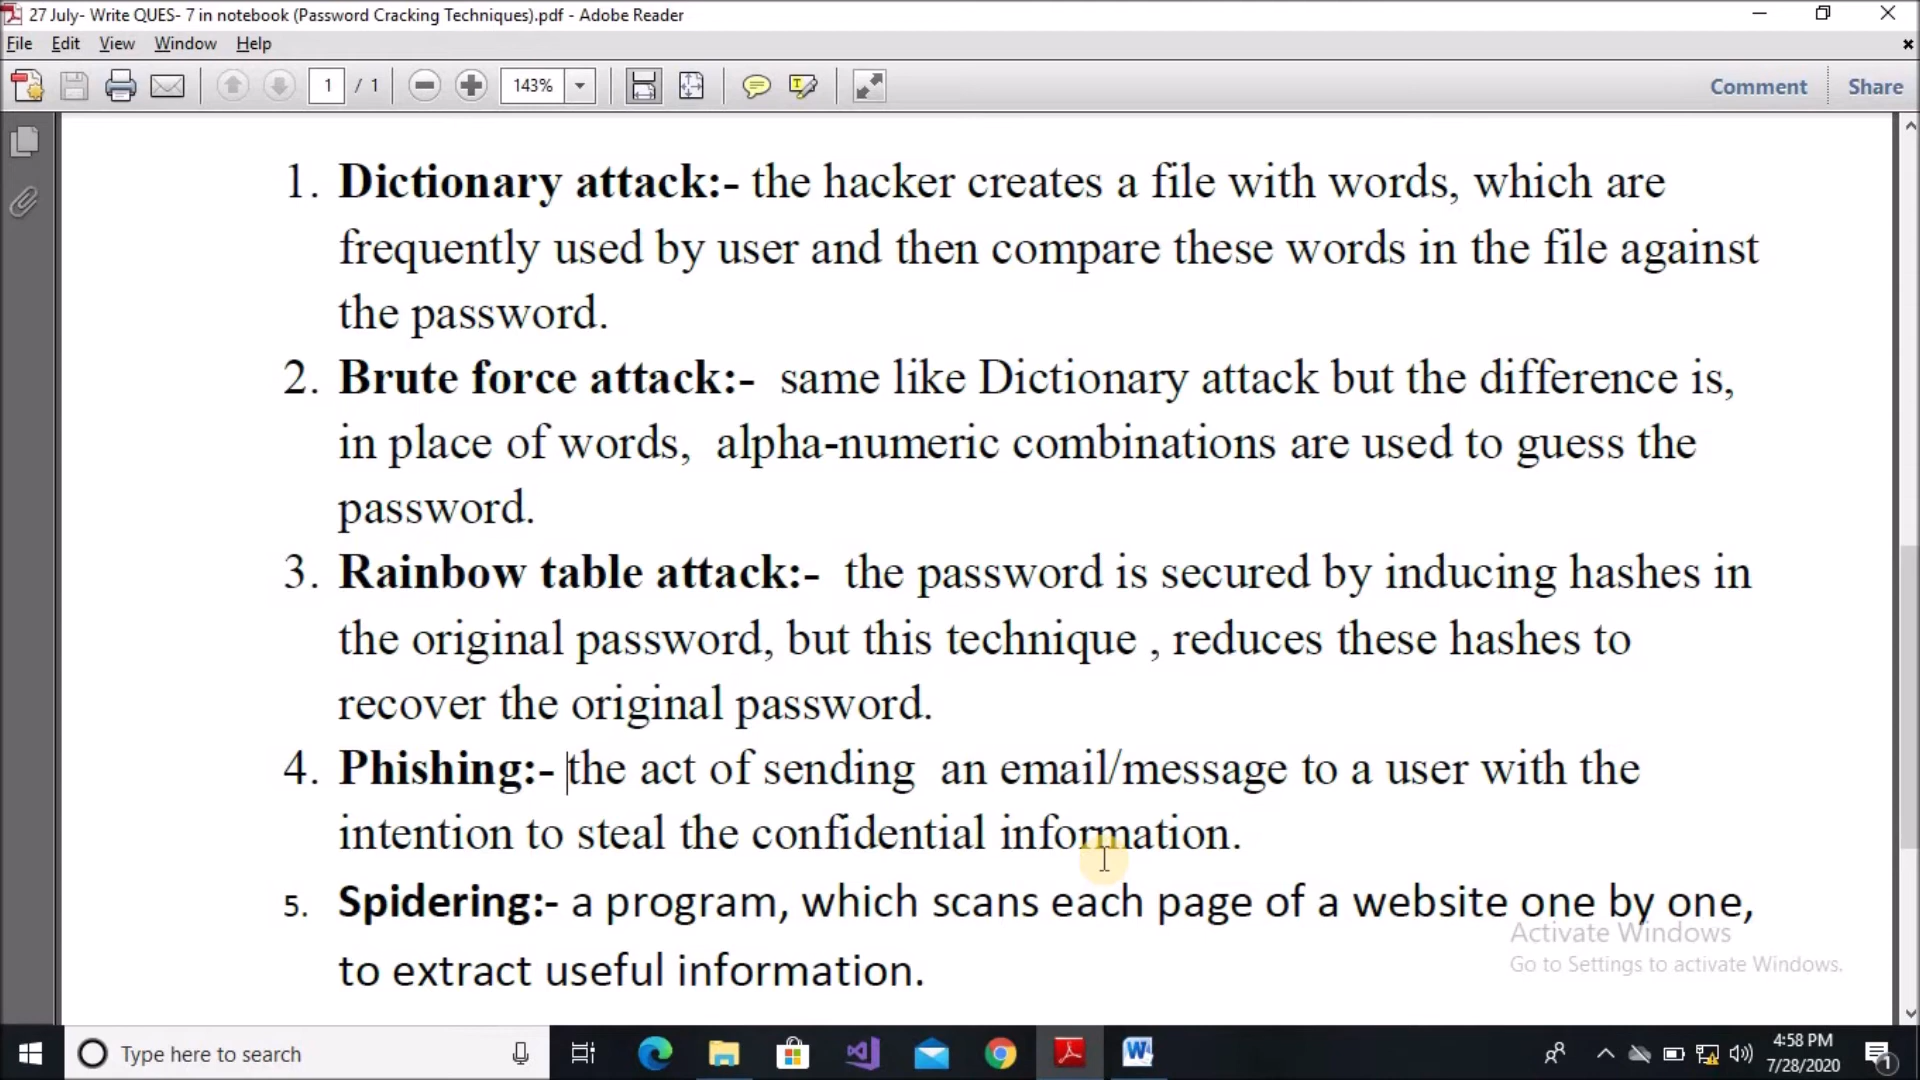 27 July- Write QUES- 7 in notebook (Password Cracking Techniques).pdf - Adobe Reader
File Edit View Window Help
1 / 1 143% Comment Share
1. Dictionary attack:- the hacker creates a file with words, which are
frequently used by user and then compare these words in the file against
the password.
2. Brute force attack:- same like Dictionary attack but the difference is,
in place of words, alpha-numeric combinations are used to guess the
password.
3. Rainbow table attack:- the password is secured by inducing hashes in
the original password, but this technique , reduces these hashes to
recover the original password.
4. Phishing:- the act of sending an email/message to a user with the
intention to steal the confidential information.
5. Spidering:- a program, which scans each page of a website one by one,
to extract useful information.
Activate Windows
Go to Settings to activate Windows.
Type here to search
4:58 PM
7/28/2020
1